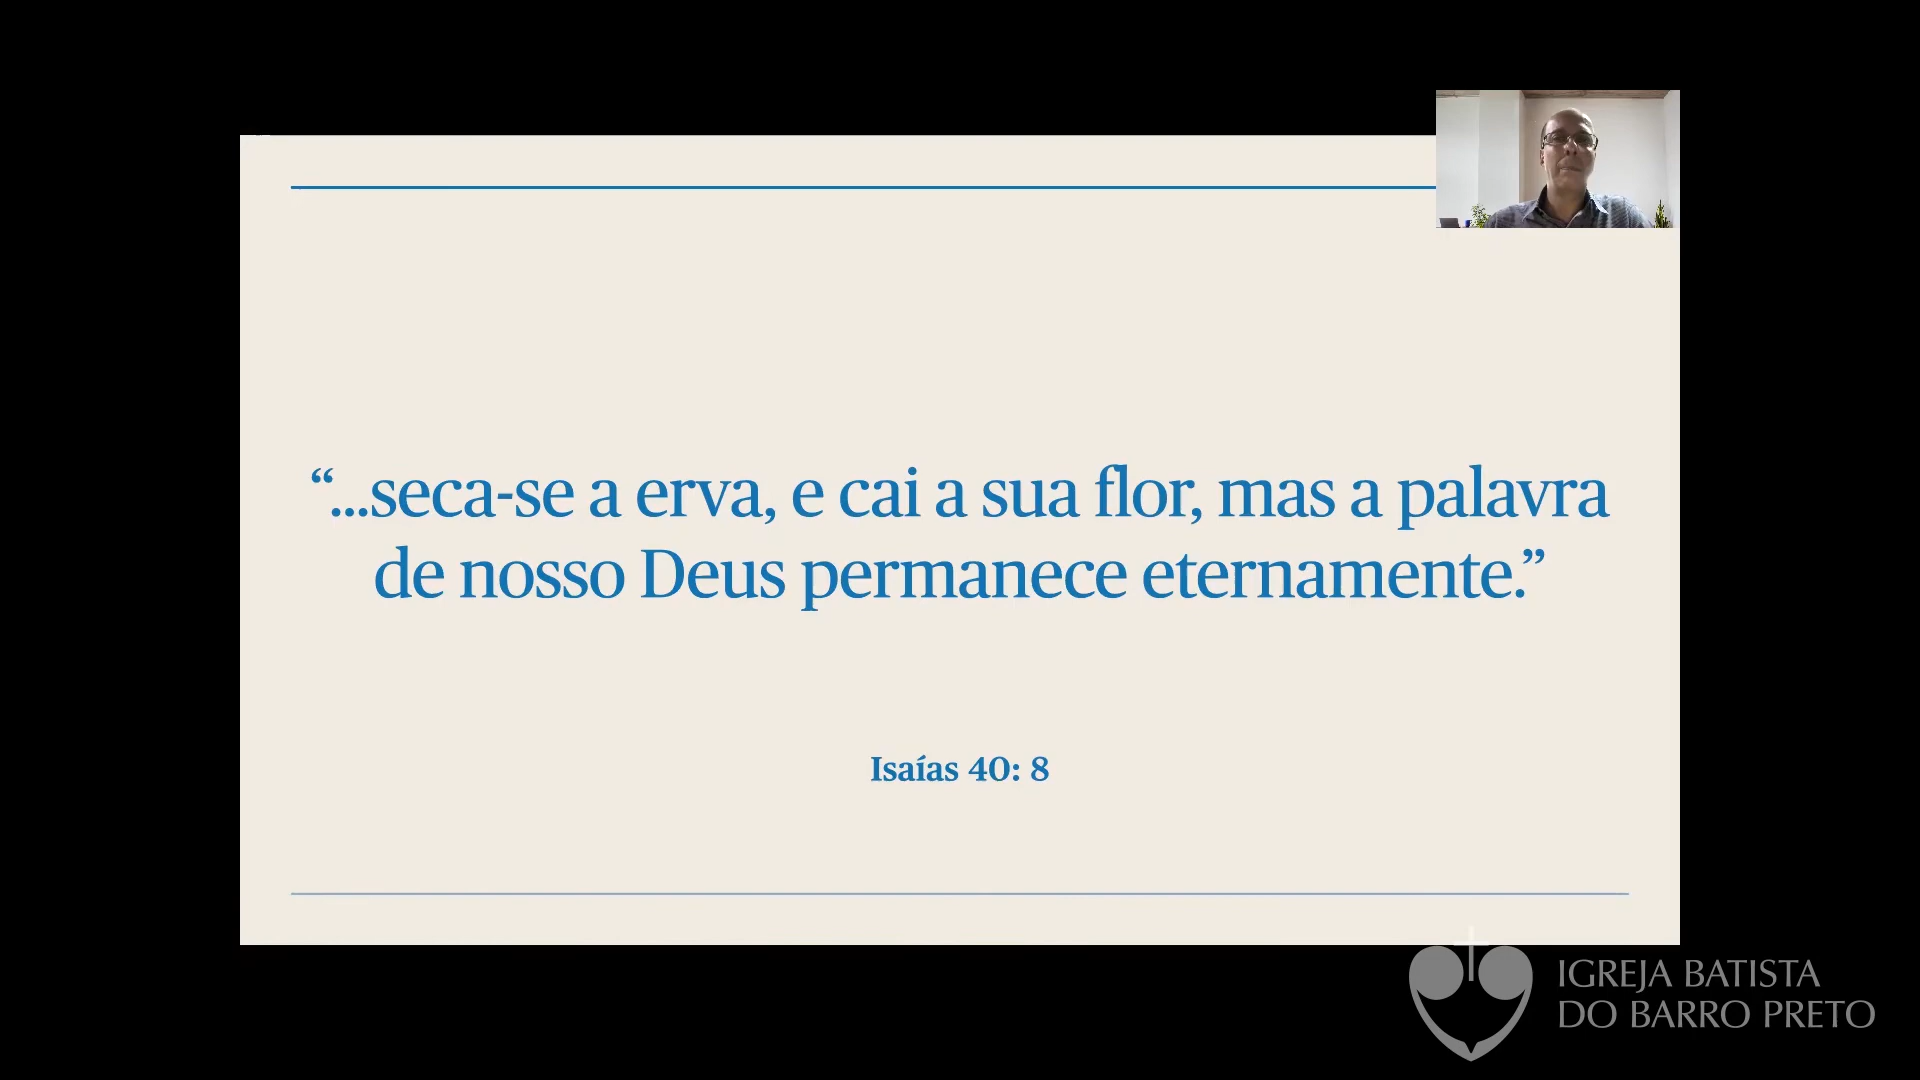 “...seca-se a erva, e cai a sua flor, mas a palavra
de nosso Deus permanece eternamente.”
Isaías 40: 8
IGREJA BATISTA
DO BARRO PRETO